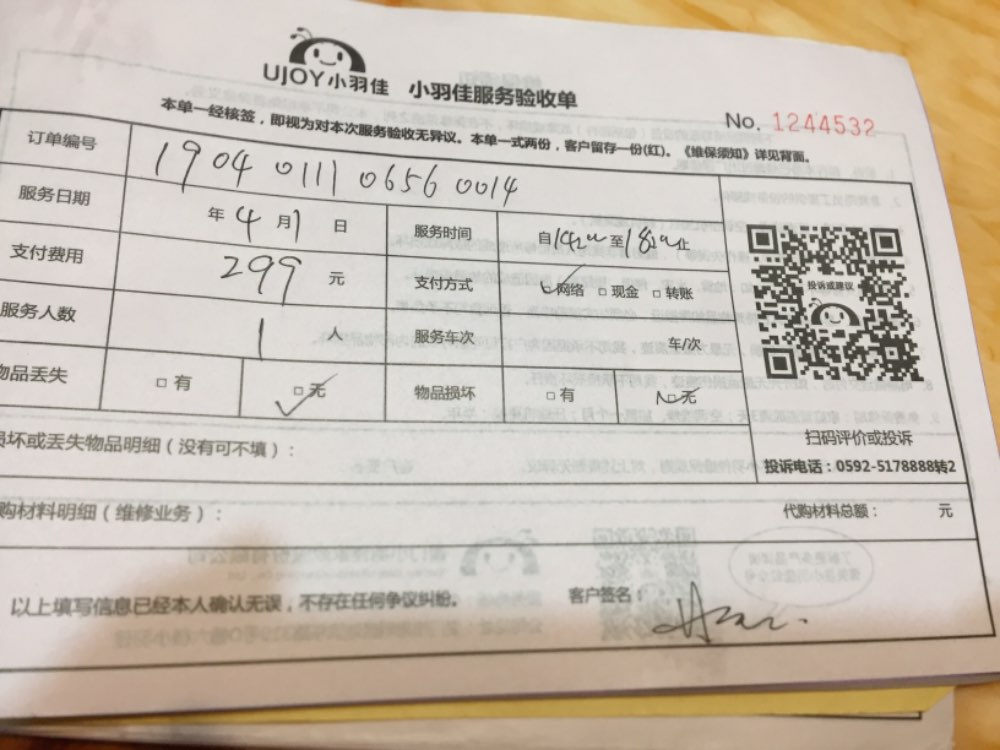 UJOY小羽佳 小羽佳服务验收单
No. 1244532
本单一经核签，即视为对本次服务验收无异议。本单一式两份，客户留存一份(红)。《维保须知》详见背面。
订单编号 1904 0111 0656 0014
服务日期 年 4 月 1 日 服务时间 自 至 止
支付费用 299 元 支付方式 网络 现金 转账
服务人数 1 人 服务车次 车/次
物品丢失 有 无 物品损坏 有 无
投诉或建议
扫码评价或投诉
投诉电话：0592-5178888转2
坏或丢失物品明细（没有可不填）：
购材料明细（维修业务）： 代购材料总额： 元
以上填写信息已经本人确认无误，不存在任何争议纠纷。 客户签名：